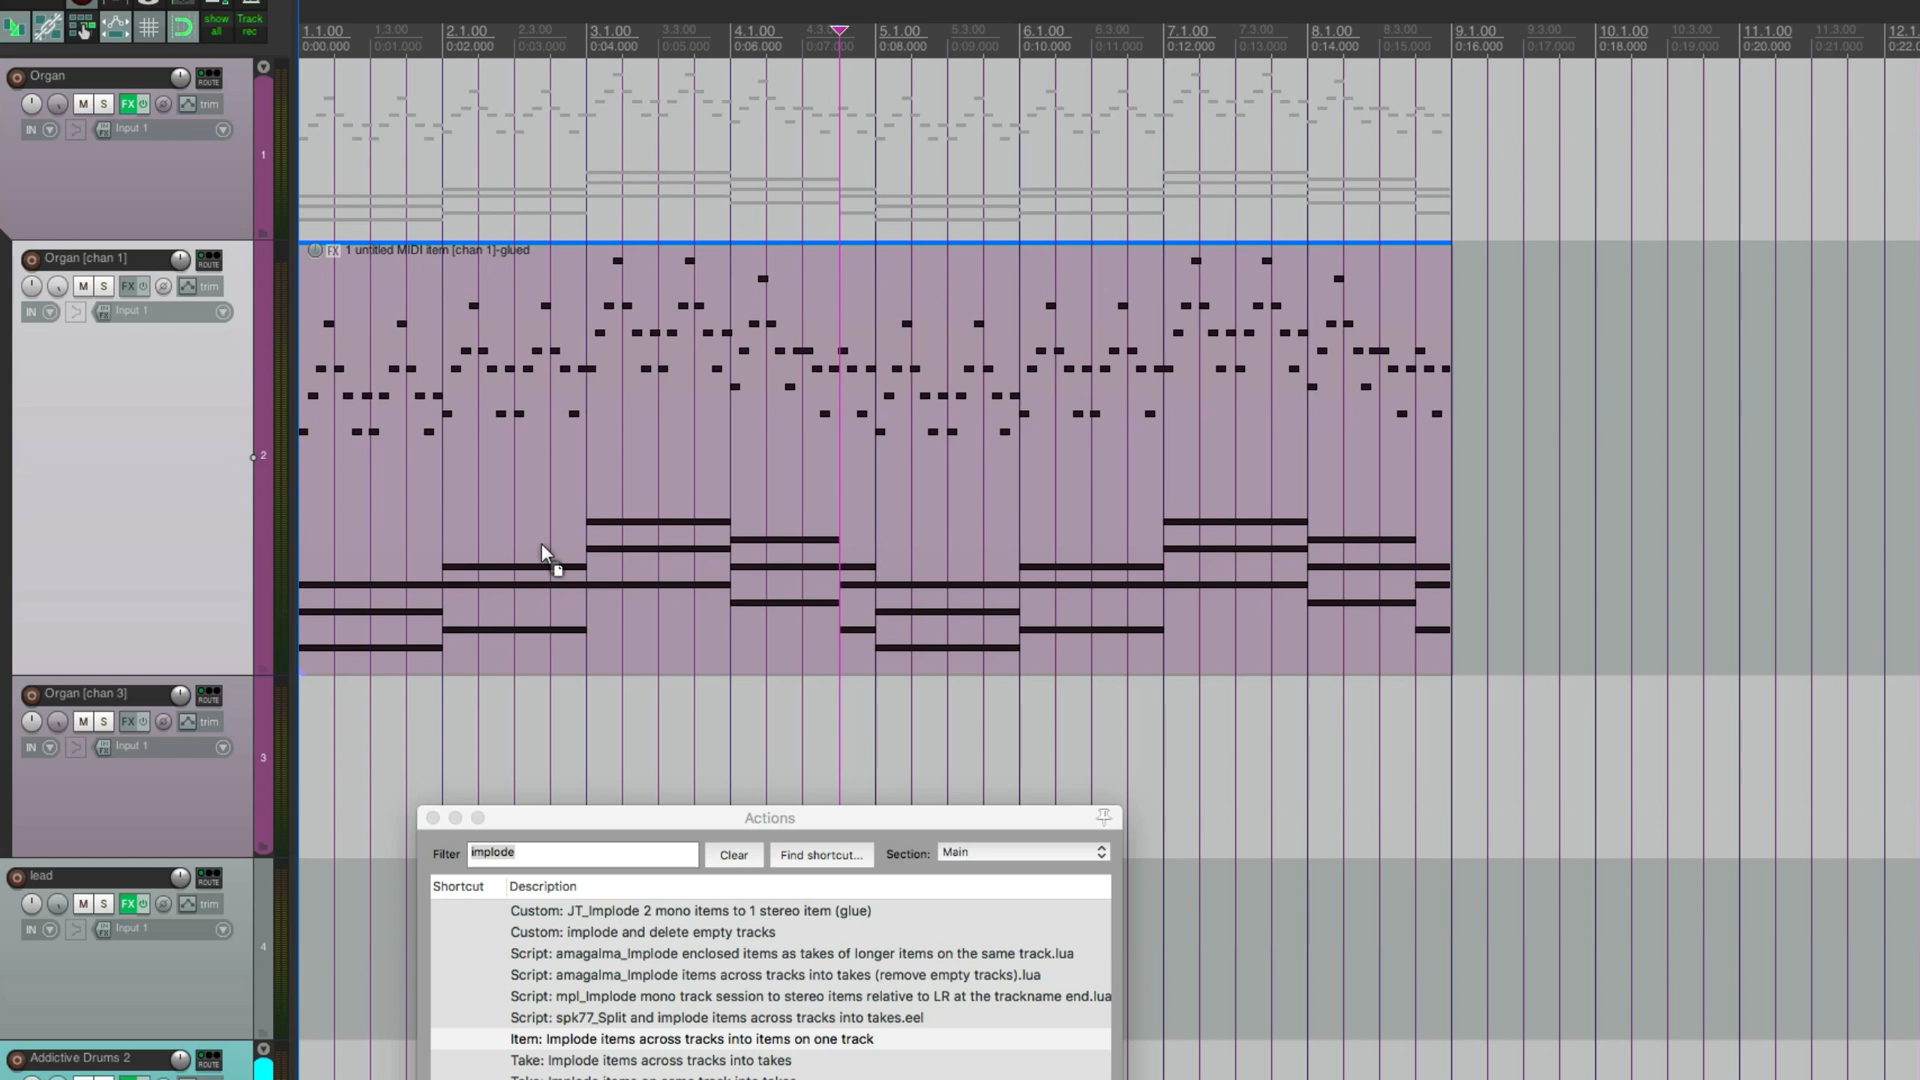 show
all
Track
rec
1.1.00
0:00.000
1.3.00
0:01.000
2.1.00
0:02.000
2.3.00
0:03.000
3.1.00
0:04.000
3.3.00
0:05.000
4.1.00
0:06.000
5.1.00
0:08.000
5.3.00
0:09.000
6.1.00
0:10.000
6.3.00
0:11.000
7.1.00
0:12.000
7.3.00
0:13.000
8.1.00
0:14.000
8.3.00
0:15.000
9.1.00
0:16.000
9.3.00
0:17.000
10.1.00
0:18.000
10.3.00
0:19.000
11.1.00
0:20.000
11.3.00
0:21.000
Organ
ROUTE
M S FX trim
IN Input 1
1
Organ [chan 1]
ROUTE
M S FX trim
IN Input 1
2
FX 1 untitled MIDI item [chan 1]-glued
Organ [chan 3]
ROUTE
M S FX trim
IN Input 1
3
lead
ROUTE
M S FX trim
IN Input 1
4
Addictive Drums 2
ROUTE
Actions
Filter implode Clear Find shortcut... Section: Main
Shortcut Description
Custom: JT_Implode 2 mono items to 1 stereo item (glue)
Custom: implode and delete empty tracks
Script: amagalma_Implode enclosed items as takes of longer items on the same track.lua
Script: amagalma_Implode items across tracks into takes (remove empty tracks).lua
Script: mpl_Implode mono track session to stereo items relative to LR at the trackname end.lua
Script: spk77_Split and implode items across tracks into takes.eel
Item: Implode items across tracks into items on one track
Take: Implode items across tracks into takes